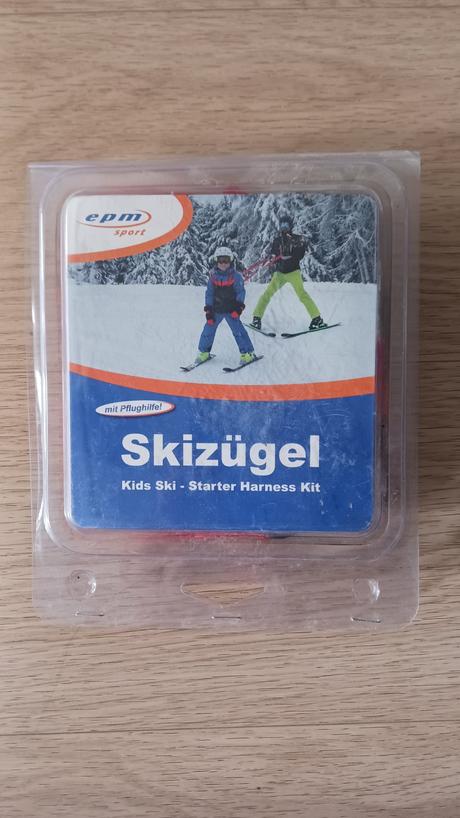 epm
sport
mit Pflughilfe!
Skizügel
Kids Ski - Starter Harness Kit